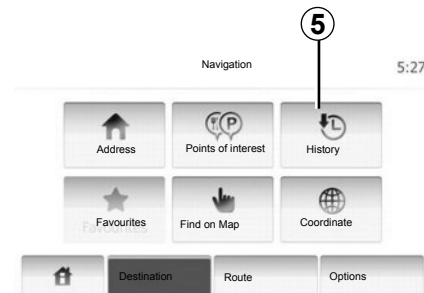 5
Navigation
5:27
Address
Points of interest
History
Favourites
Find on Map
Coordinate
Destination
Route
Options